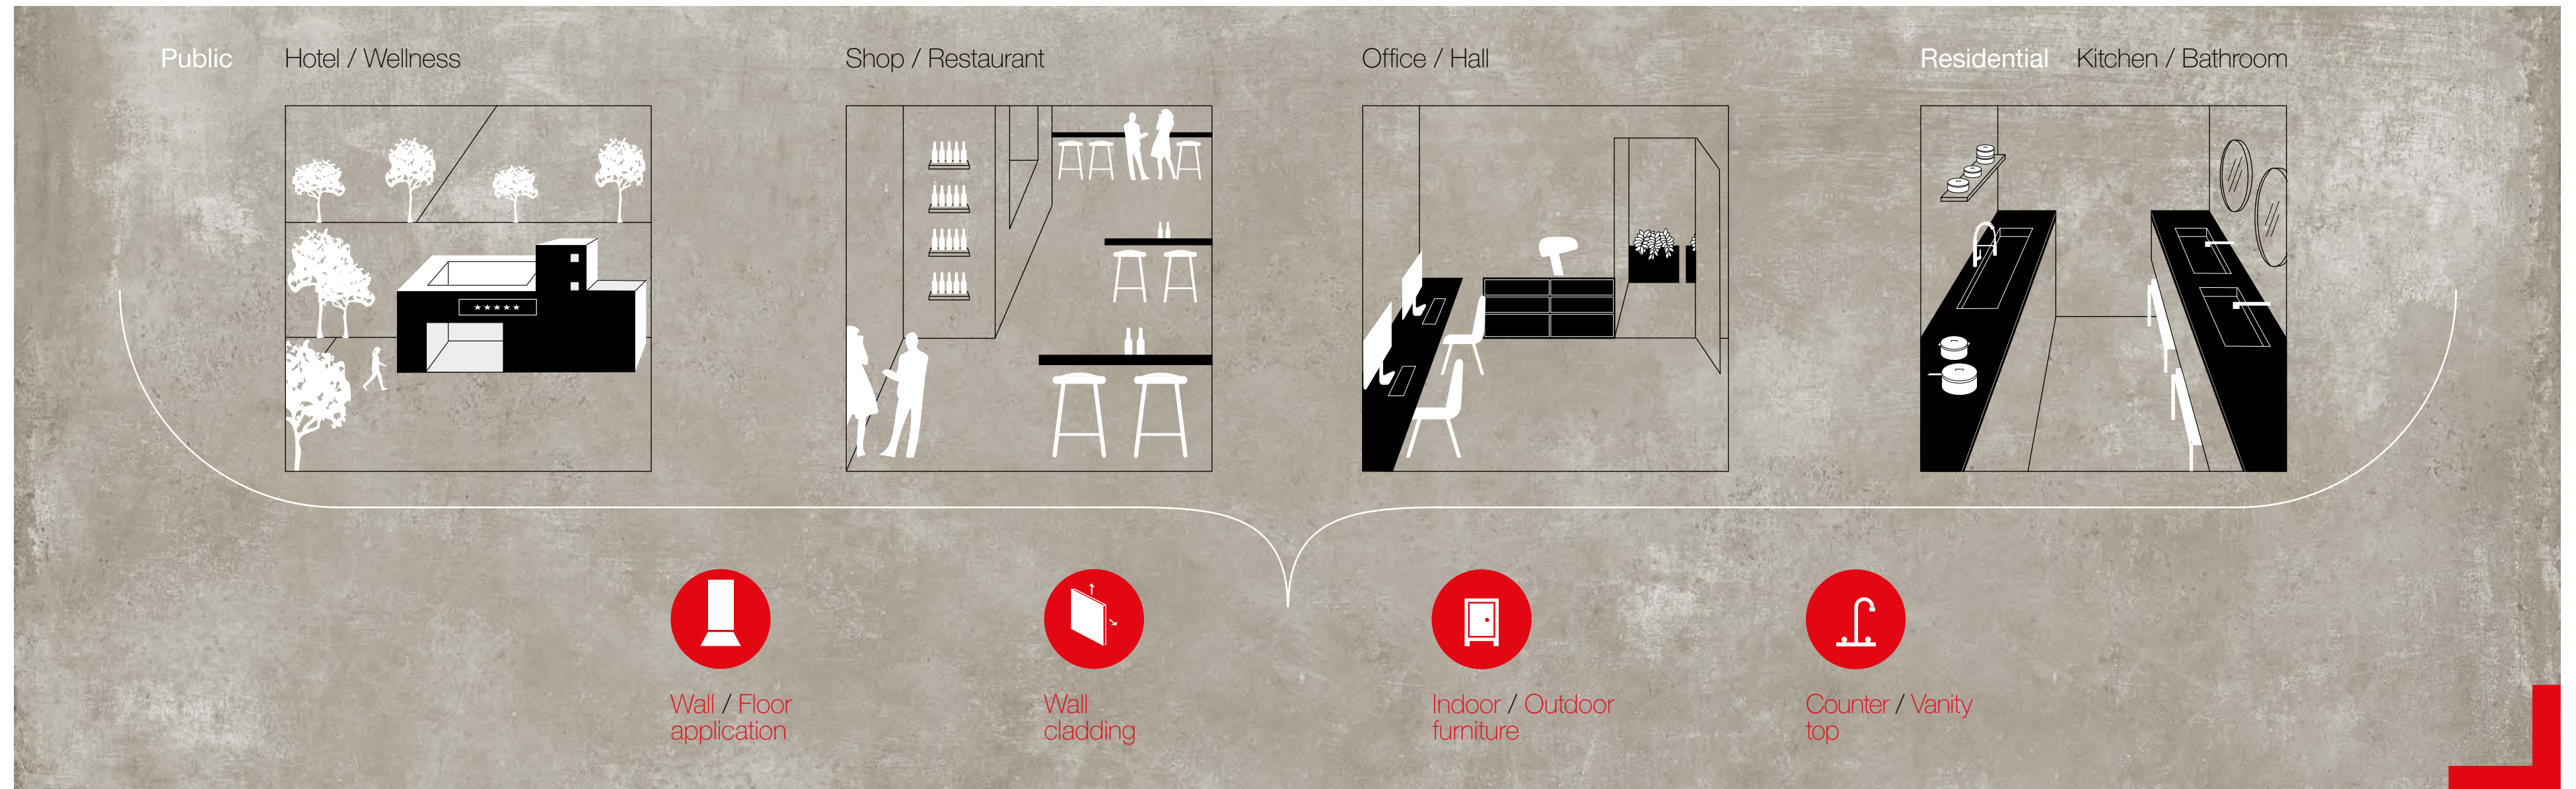 Public Hotel / Wellness Shop / Restaurant Office / Hall Residential Kitchen / Bathroom
Wall / Floor
application
Wall
cladding
Indoor / Outdoor
furniture
Counter / Vanity
top